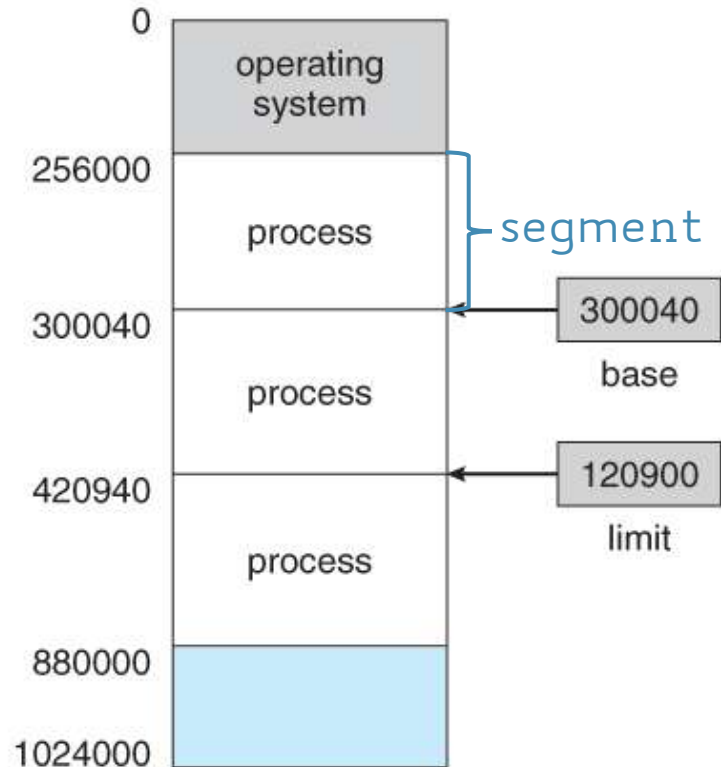 0
operating
system
256000
process
segment
300040
300040
base
process
420940
120900
limit
process
880000
1024000